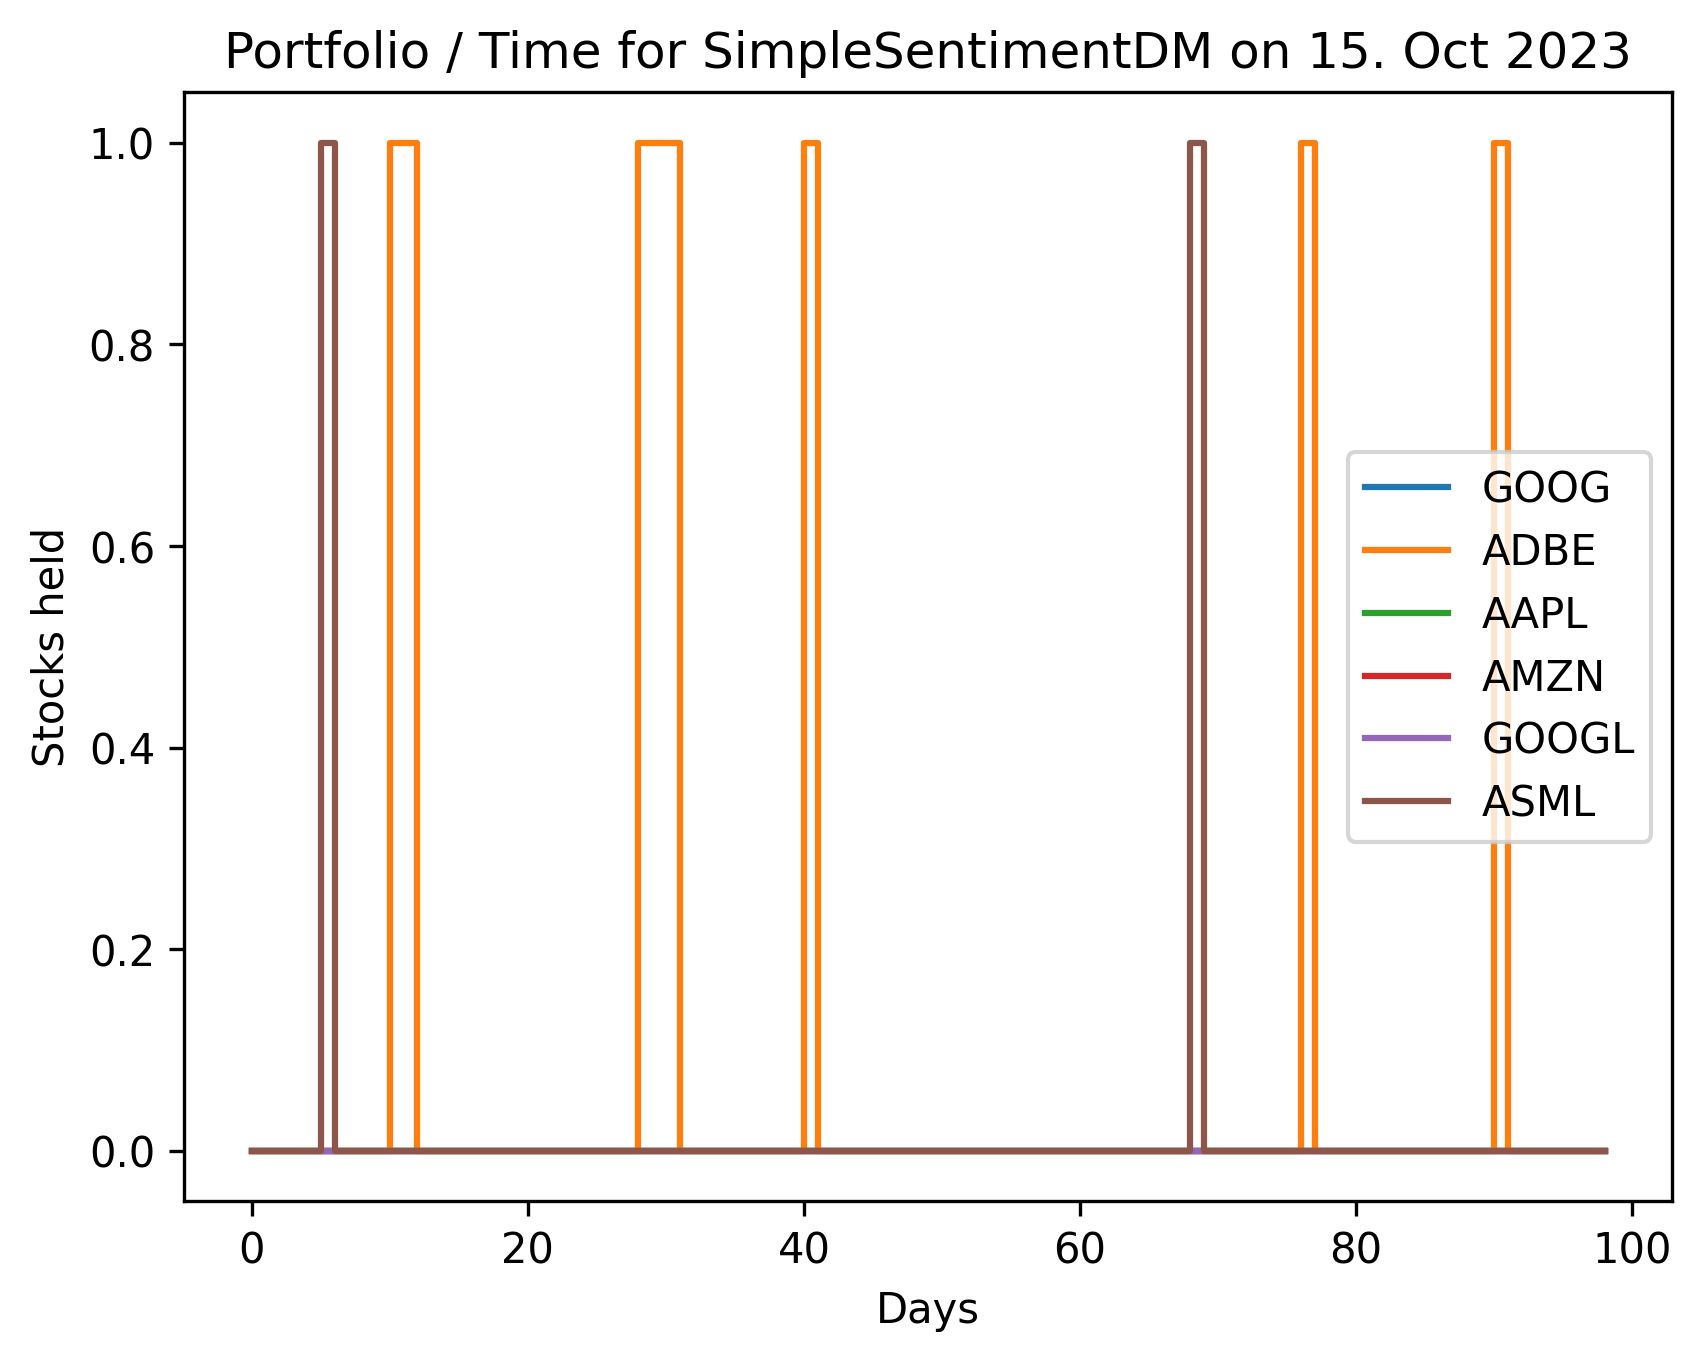 Portfolio / Time for SimpleSentimentDM on 15. Oct 2023
1.0
0.8
0.6
0.4
0.2
0.0
Stocks held
GOOG
ADBE
AAPL
AMZN
GOOGL
ASML
0 20 40 60 80 100
Days